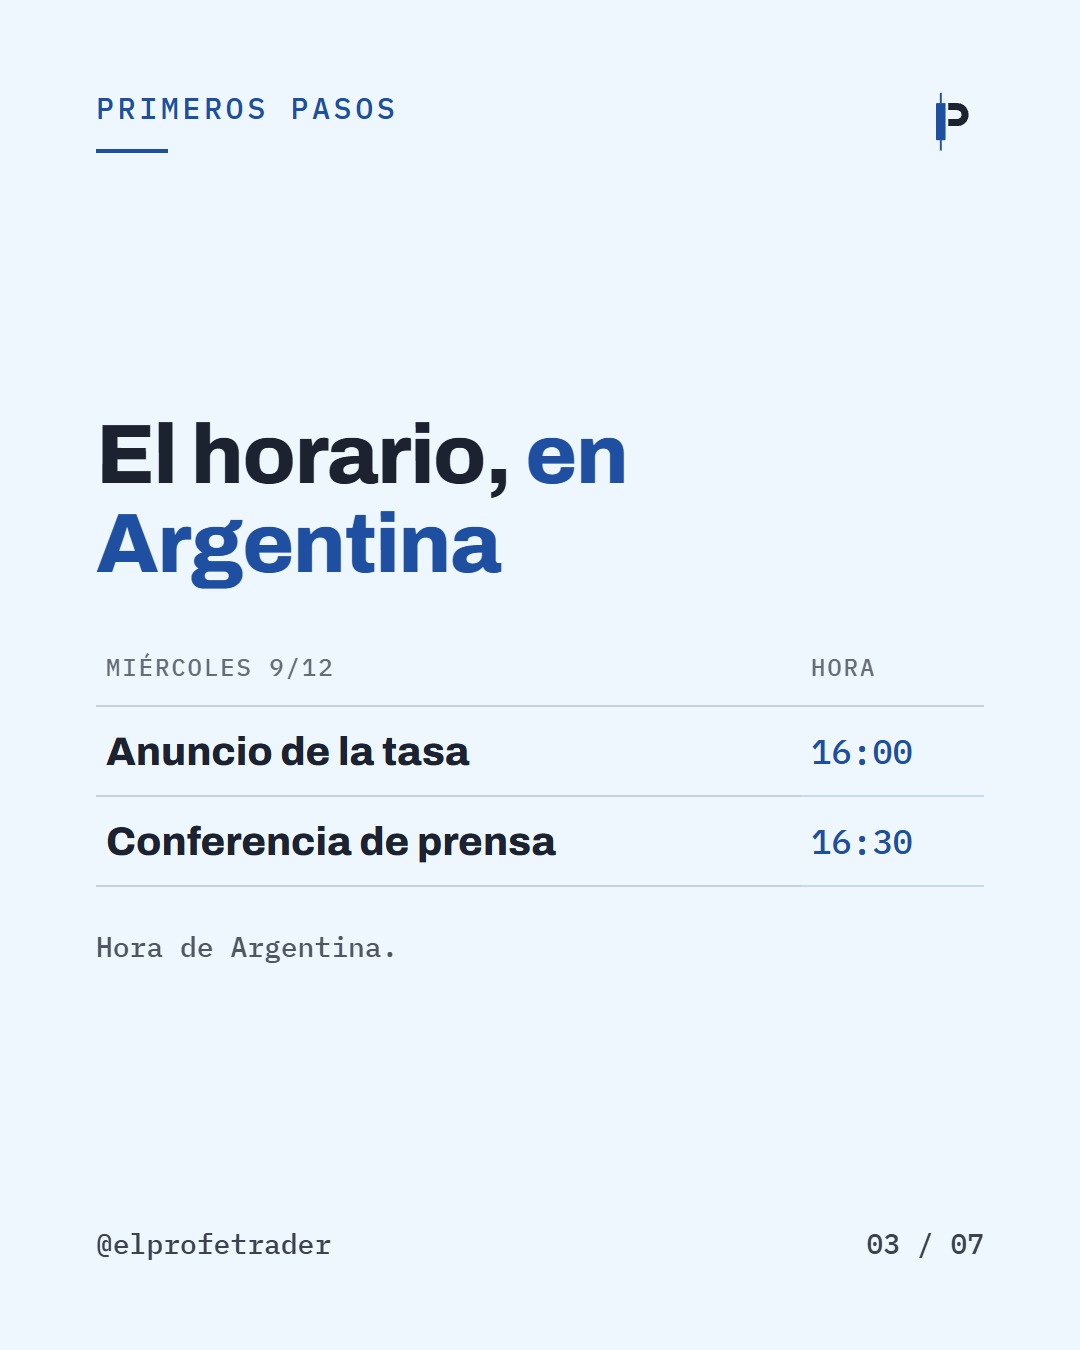 PRIMEROS PASOS
El horario, en
Argentina
MIÉRCOLES 9/12 HORA
Anuncio de la tasa 16:00
Conferencia de prensa 16:30
Hora de Argentina.
@elprofetrader 03 / 07